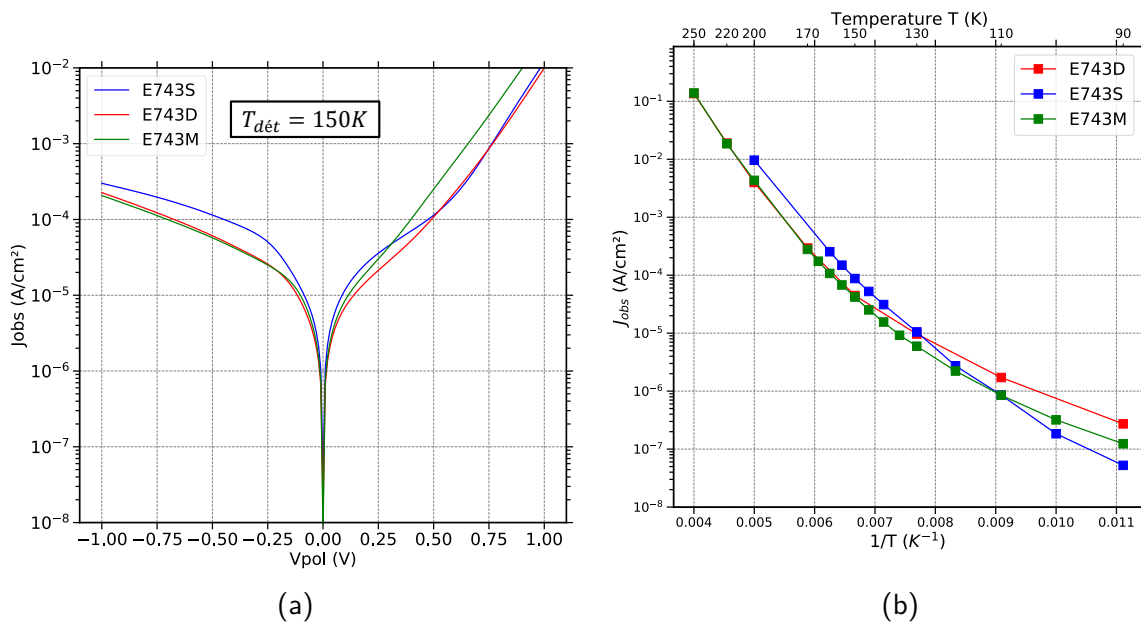 E743S
E743D
E743M
T_dét = 150K
10⁻²
10⁻³
10⁻⁴
10⁻⁵
10⁻⁶
10⁻⁷
10⁻⁸
Jobs (A/cm²)
−1.00 −0.75 −0.50 −0.25 0.00 0.25 0.50 0.75 1.00
Vpol (V)
(a)
Temperature T (K)
250 220 200 170 150 130 110 90
E743D
E743S
E743M
10⁻¹
10⁻²
10⁻³
10⁻⁴
10⁻⁵
10⁻⁶
10⁻⁷
10⁻⁸
J_obs (A/cm²)
0.004 0.005 0.006 0.007 0.008 0.009 0.010 0.011
1/T (K⁻¹)
(b)